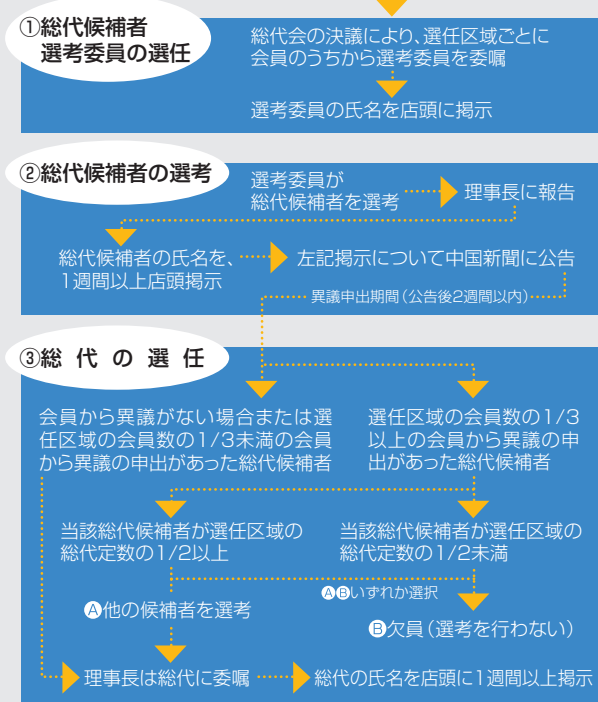 ①総代候補者
選考委員の選任
総代会の決議により、選任区域ごとに
会員のうちから選考委員を委嘱
選考委員の氏名を店頭に掲示
②総代候補者の選考
選考委員が
総代候補者を選考
理事長に報告
総代候補者の氏名を、
1週間以上店頭掲示
左記掲示について中国新聞に公告
異議申出期間(公告後2週間以内)
③総代の選任
会員から異議がない場合または選
任区域の会員数の1/3未満の会員
から異議の申出があった総代候補者
選任区域の会員数の1/3
以上の会員から異議の申
出があった総代候補者
当該総代候補者が選任区域の
総代定数の1/2以上
当該総代候補者が選任区域の
総代定数の1/2未満
ⒶⒷいずれか選択
Ⓐ他の候補者を選考
Ⓑ欠員(選考を行わない)
理事長は総代に委嘱
総代の氏名を店頭に1週間以上掲示